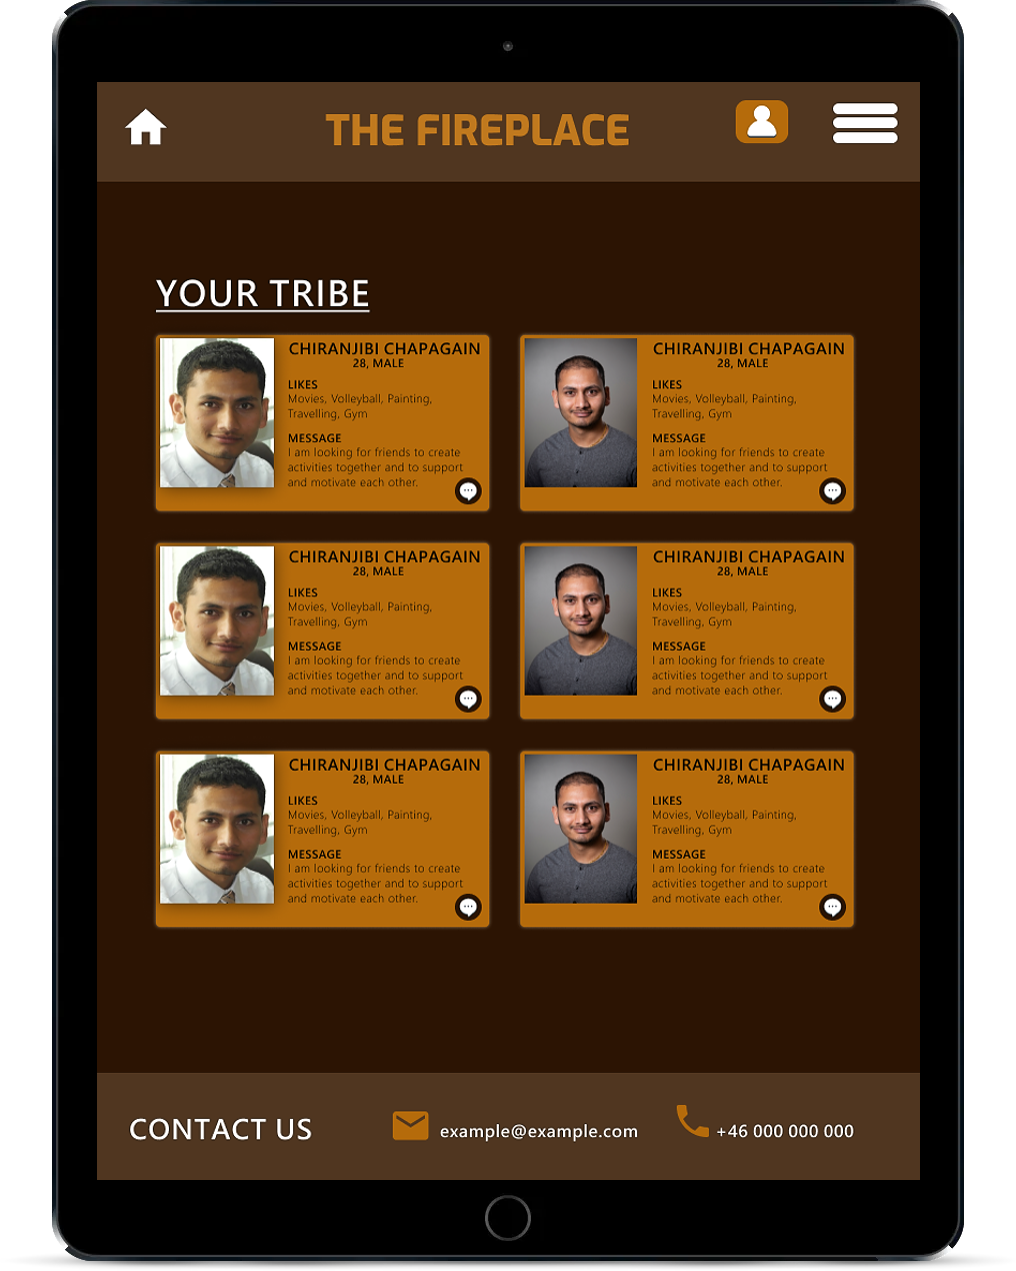 THE FIREPLACE
YOUR TRIBE
CHIRANJIBI CHAPAGAIN
28, MALE
LIKES
Movies, Volleyball, Painting,
Travelling, Gym
MESSAGE
I am looking for friends to create
activities together and to support
and motivate each other.
CHIRANJIBI CHAPAGAIN
28, MALE
LIKES
Movies, Volleyball, Painting,
Travelling, Gym
MESSAGE
I am looking for friends to create
activities together and to support
and motivate each other.
CHIRANJIBI CHAPAGAIN
28, MALE
LIKES
Movies, Volleyball, Painting,
Travelling, Gym
MESSAGE
I am looking for friends to create
activities together and to support
and motivate each other.
CHIRANJIBI CHAPAGAIN
28, MALE
LIKES
Movies, Volleyball, Painting,
Travelling, Gym
MESSAGE
I am looking for friends to create
activities together and to support
and motivate each other.
CHIRANJIBI CHAPAGAIN
28, MALE
LIKES
Movies, Volleyball, Painting,
Travelling, Gym
MESSAGE
I am looking for friends to create
activities together and to support
and motivate each other.
CHIRANJIBI CHAPAGAIN
28, MALE
LIKES
Movies, Volleyball, Painting,
Travelling, Gym
MESSAGE
I am looking for friends to create
activities together and to support
and motivate each other.
CONTACT US
example@example.com
+46 000 000 000